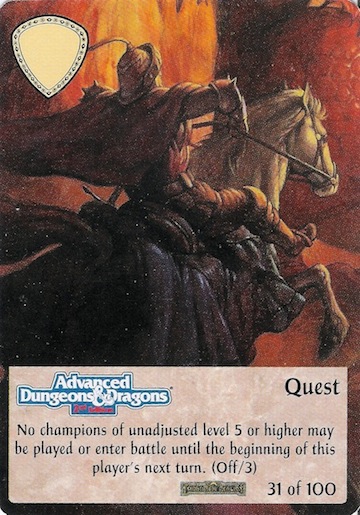 Advanced
Dungeons & Dragons®
2nd Edition
Quest
No champions of unadjusted level 5 or higher may
be played or enter battle until the beginning of this
player's next turn. (Off/3)
31 of 100